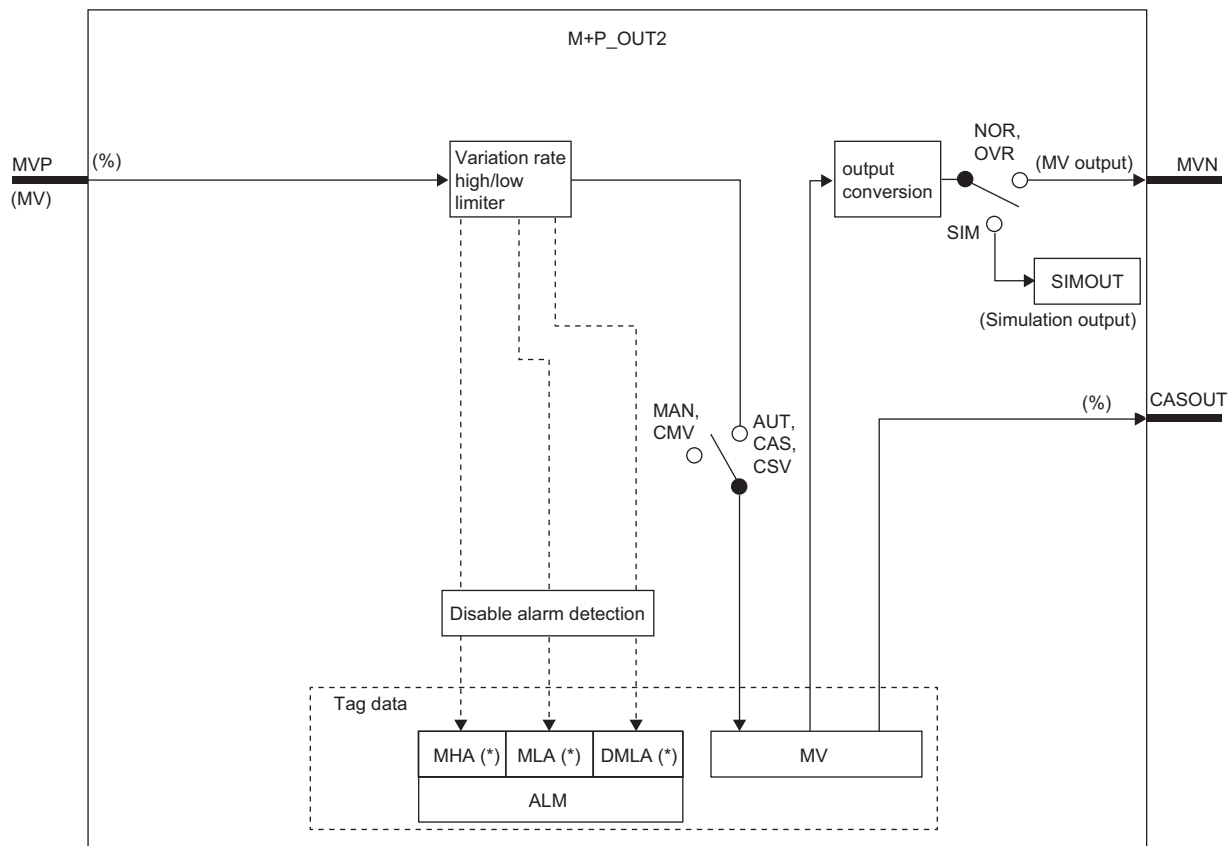 M+P_OUT2
MVP
(%)
(MV)
Variation rate
high/low
limiter
output
conversion
NOR,
OVR
(MV output)
MVN
SIM
SIMOUT
(Simulation output)
MAN,
CMV
AUT,
CAS,
CSV
(%)
CASOUT
Disable alarm detection
Tag data
MHA (*)
MLA (*)
DMLA (*)
MV
ALM